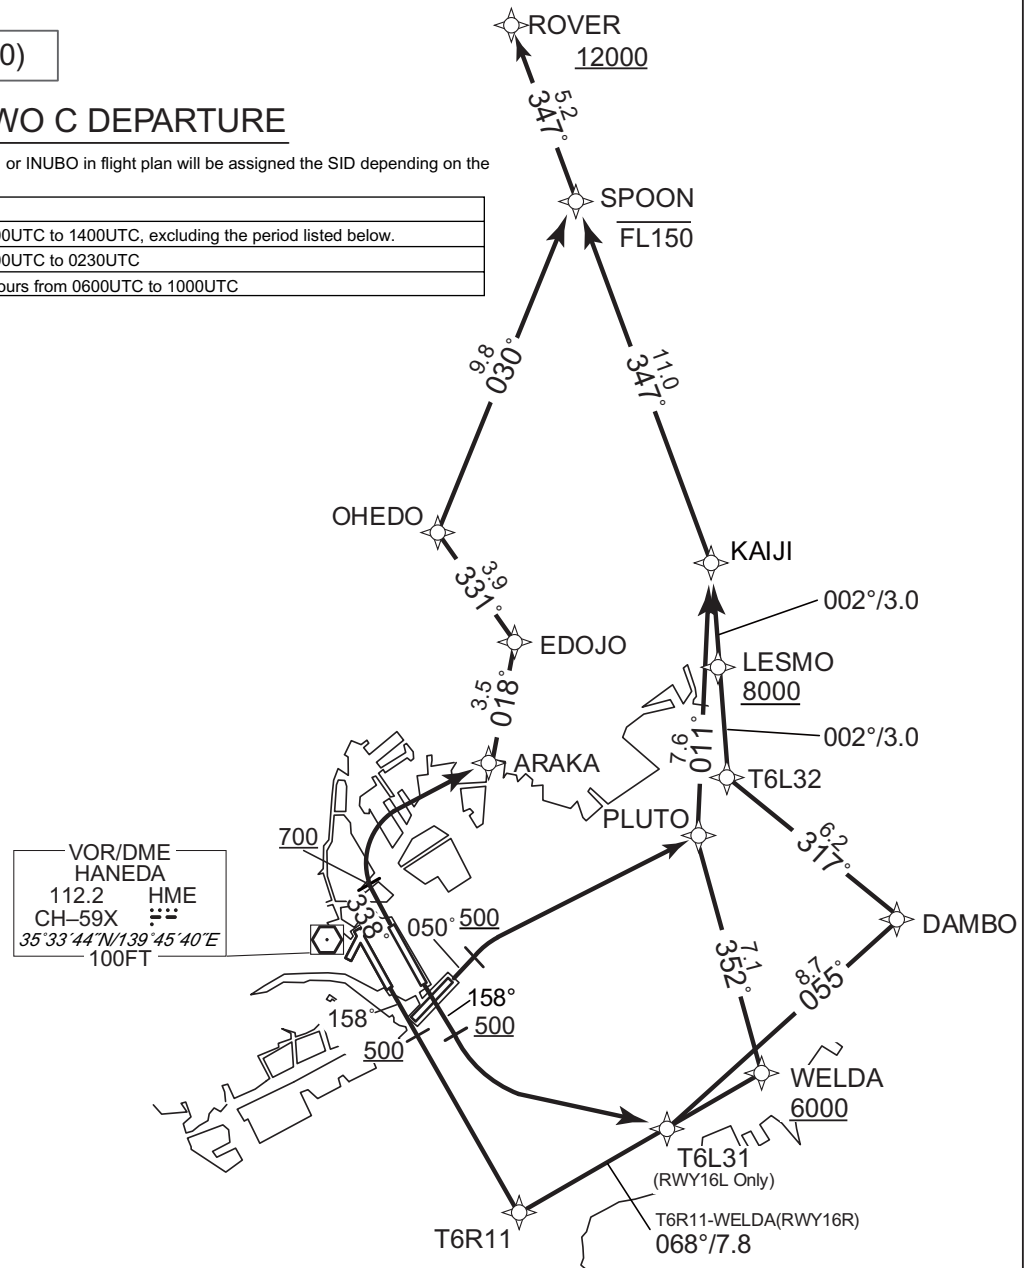 ROVER
12000
0)
WO C DEPARTURE
or INUBO in flight plan will be assigned the SID depending on the
00UTC to 1400UTC, excluding the period listed below.
00UTC to 0230UTC
ours from 0600UTC to 1000UTC
5.2
347°
SPOON
FL150
9.8
030°
11.0
347°
OHEDO
KAIJI
3.9
331°
002°/3.0
EDOJO
LESMO
8000
3.5
018°
7.6
011°
002°/3.0
ARAKA
T6L32
PLUTO
700
6.2
317°
VOR/DME
HANEDA
112.2 HME
CH–59X
35°33´44˝N/139°45´40˝E
100FT
338°
050° 500
DAMBO
7.1
352°
8.7
055°
158°
158°
500
500
WELDA
6000
T6L31
(RWY16L Only)
T6R11
T6R11-WELDA(RWY16R)
068°/7.8